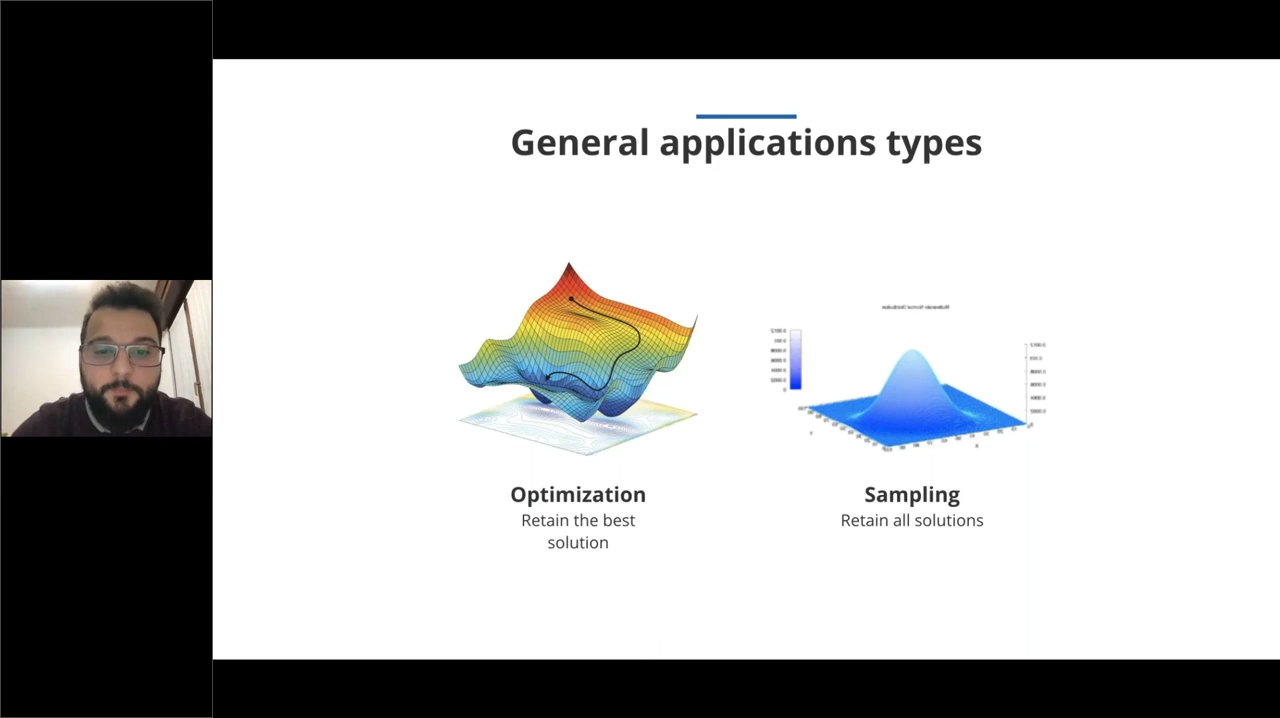 General applications types
Optimization
Retain the best
solution
Sampling
Retain all solutions
Y
X